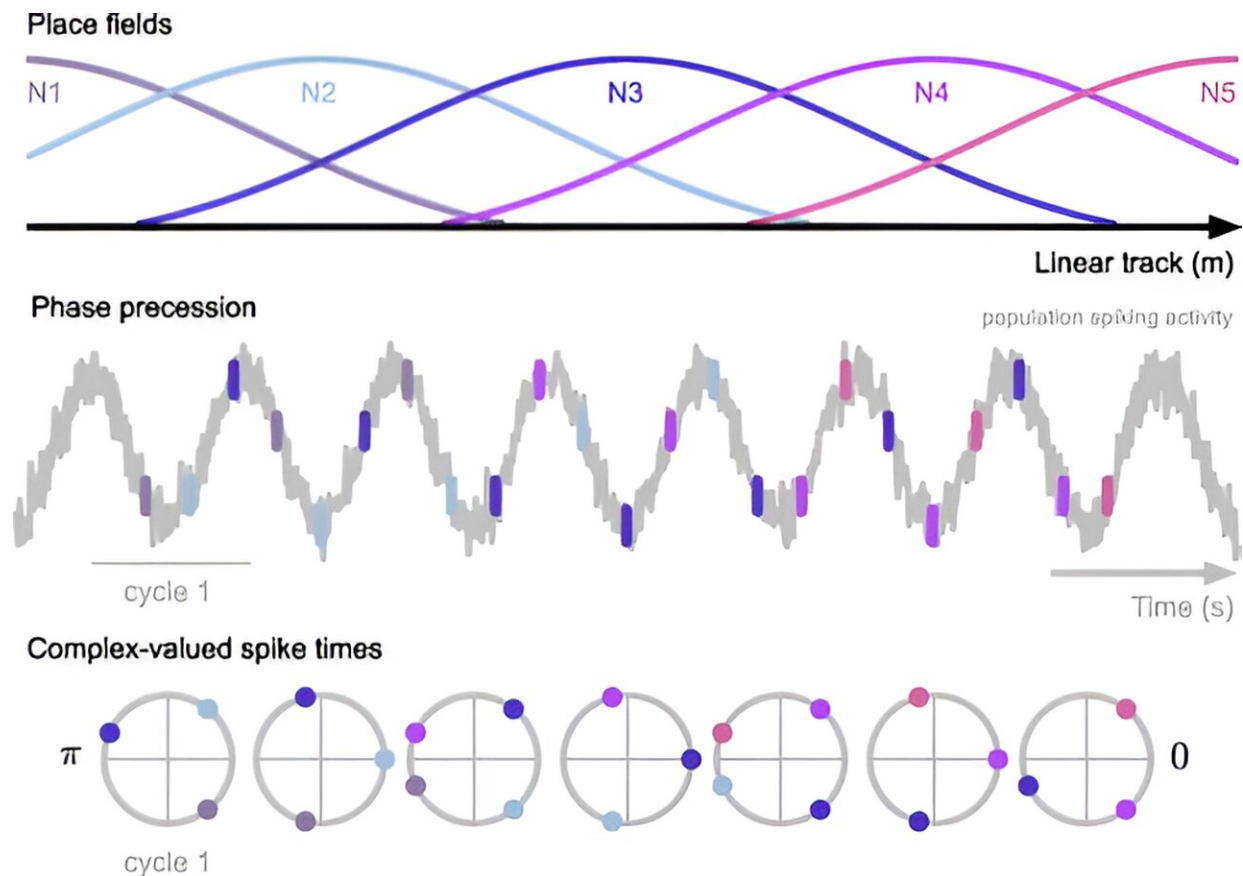 Place fields
N1
N2
N3
N4
N5
Linear track (m)
Phase precession
population spiking activity
cycle 1
Time (s)
Complex-valued spike times
π
0
cycle 1